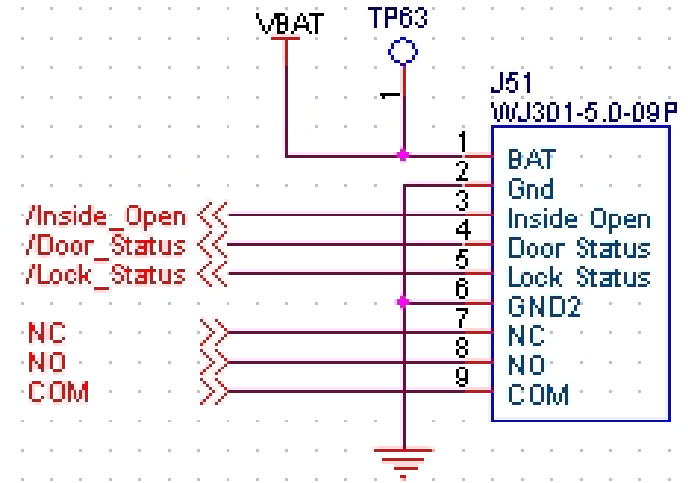 VBAT
TP63
1
J51
WJ301-5.0-09P
1 BAT
2 Gnd
/Inside_Open 3 Inside Open
/Door_Status 4 Door Status
/Lock_Status 5 Lock Status
6 GND2
NC 7 NC
NO 8 NO
COM 9 COM